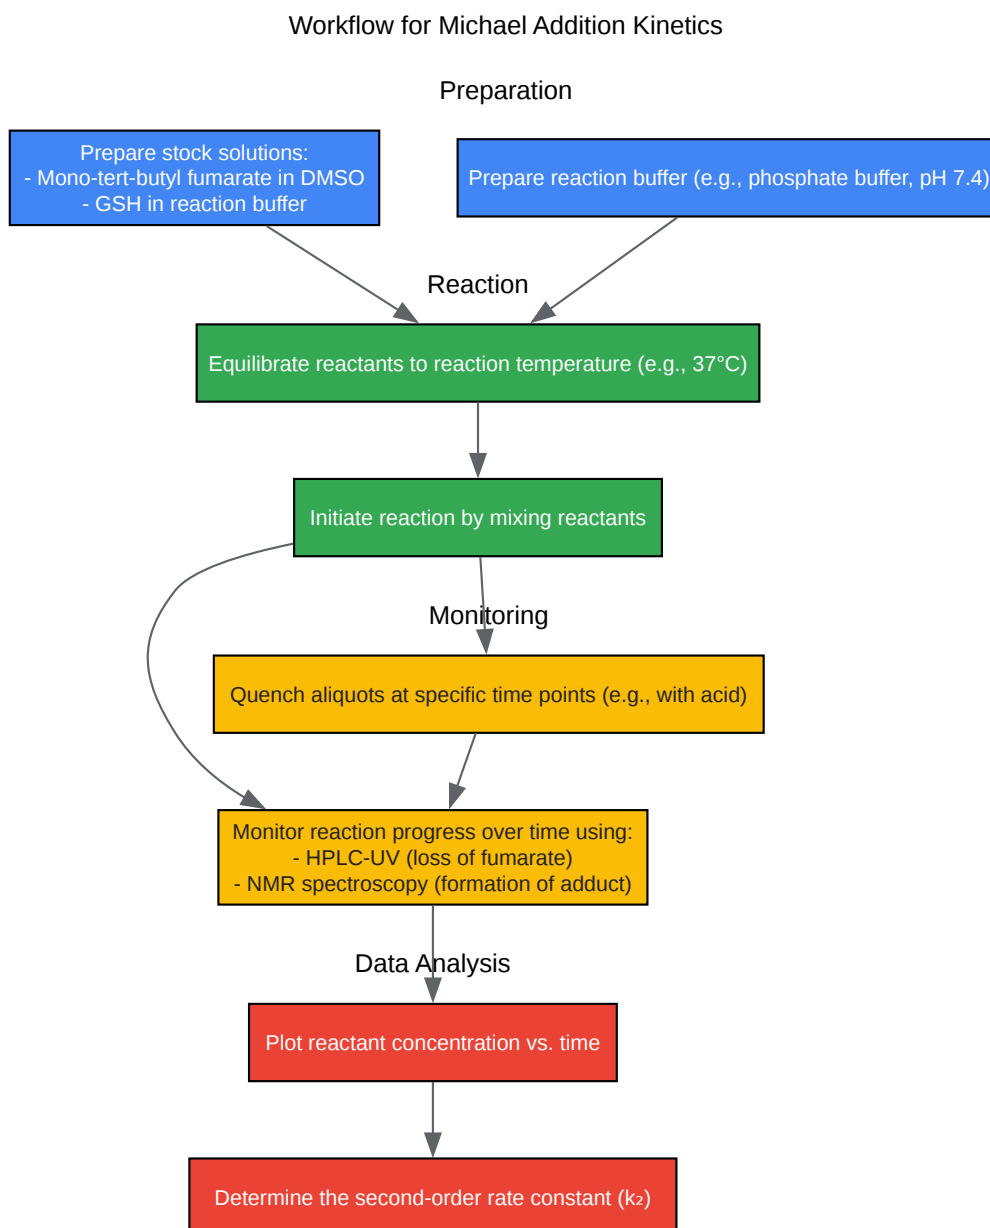 Workflow for Michael Addition Kinetics
Preparation
Prepare stock solutions:
- Mono-tert-butyl fumarate in DMSO
- GSH in reaction buffer
Prepare reaction buffer (e.g., phosphate buffer, pH 7.4)
Reaction
Equilibrate reactants to reaction temperature (e.g., 37°C)
Initiate reaction by mixing reactants
Monitoring
Quench aliquots at specific time points (e.g., with acid)
Monitor reaction progress over time using:
- HPLC-UV (loss of fumarate)
- NMR spectroscopy (formation of adduct)
Data Analysis
Plot reactant concentration vs. time
Determine the second-order rate constant (k₂)